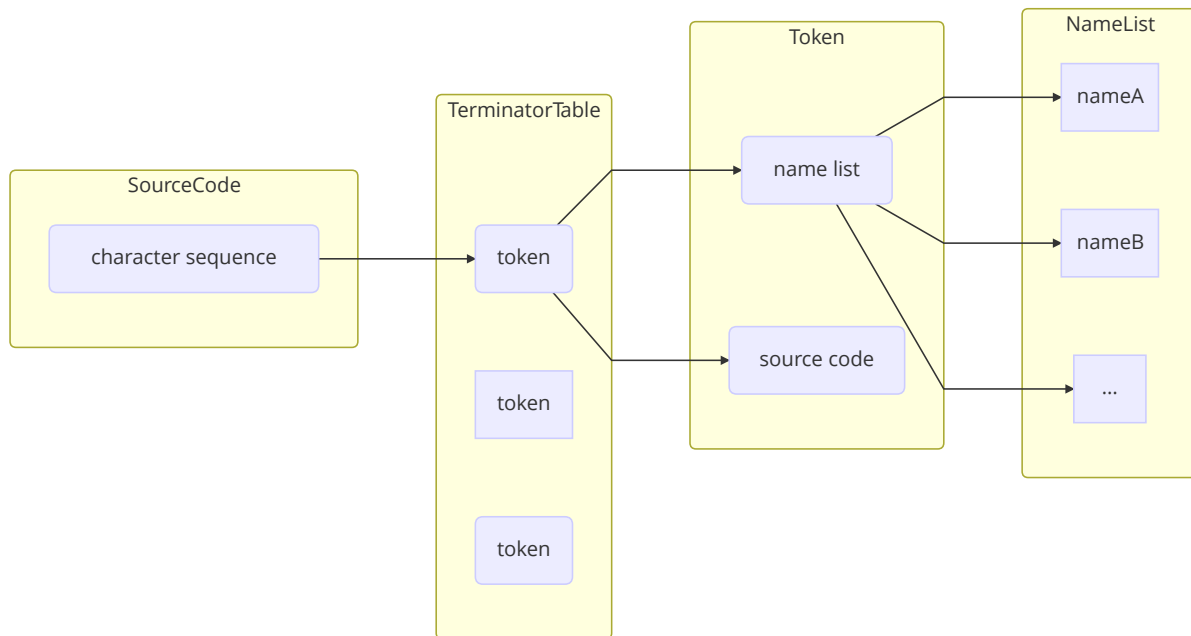 SourceCode
character sequence
TerminatorTable
token
token
token
Token
name list
source code
NameList
nameA
nameB
...